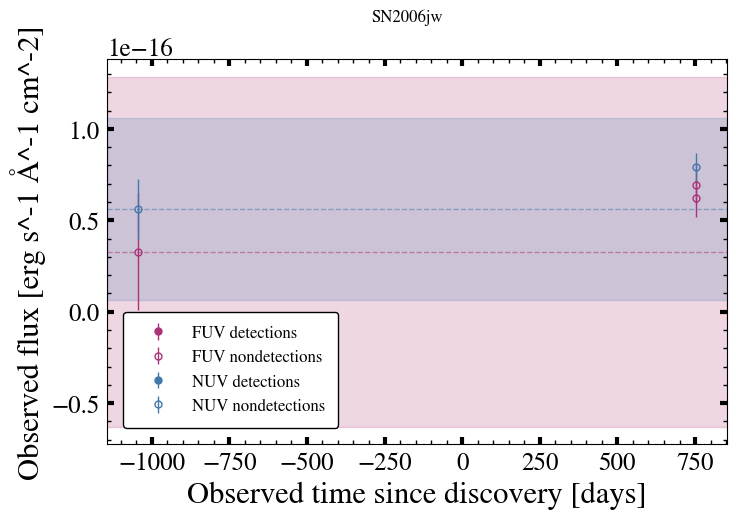 SN2006jw
1e−16
Observed flux [erg s^-1 Å^-1 cm^-2]
1.0
0.5
0.0
−0.5
FUV detections
FUV nondetections
NUV detections
NUV nondetections
−1000 −750 −500 −250 0 250 500 750
Observed time since discovery [days]